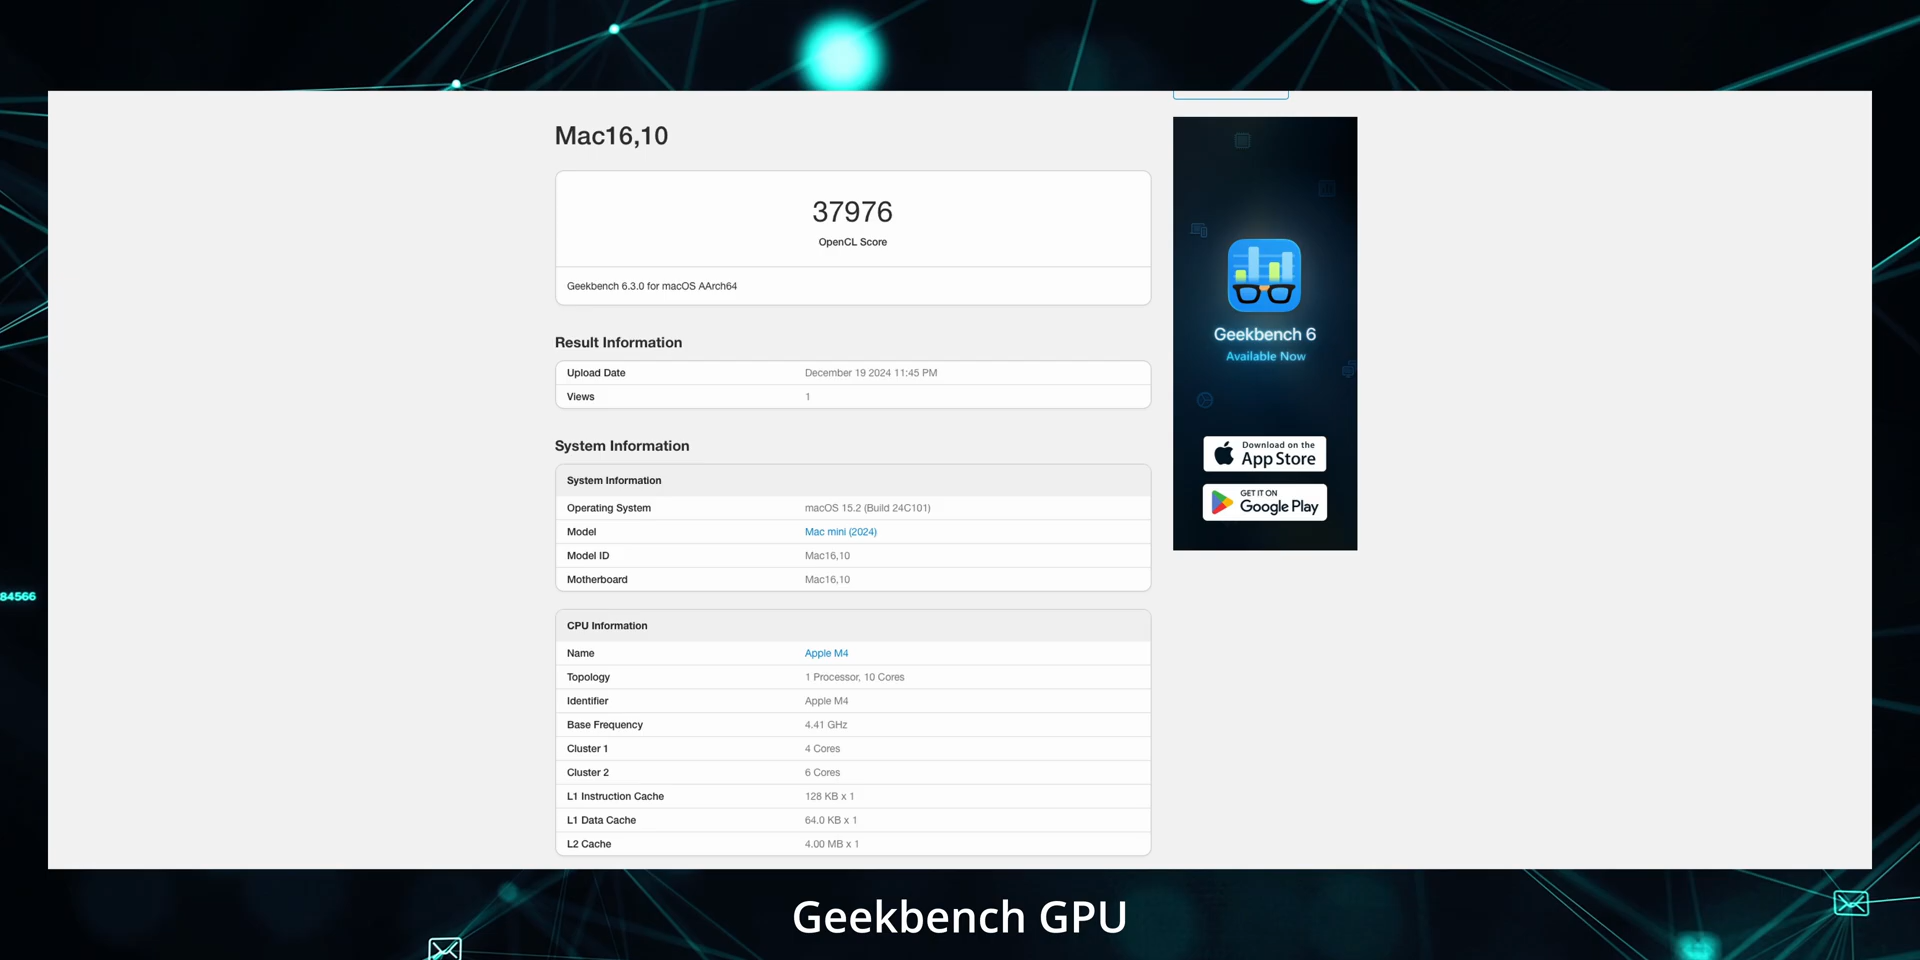 Mac16,10
37976
OpenCL Score
Geekbench 6.3.0 for macOS AArch64
Result Information
Upload Date December 19 2024 11:45 PM
Views 1
System Information
System Information
Operating System macOS 15.2 (Build 24C101)
Model Mac mini (2024)
Model ID Mac16,10
Motherboard Mac16,10
CPU Information
Name Apple M4
Topology 1 Processor, 10 Cores
Identifier Apple M4
Base Frequency 4.41 GHz
Cluster 1 4 Cores
Cluster 2 6 Cores
L1 Instruction Cache 128 KB x 1
L1 Data Cache 64.0 KB x 1
L2 Cache 4.00 MB x 1
Geekbench 6
Available Now
Download on the
App Store
GET IT ON
Google Play
84566
Geekbench GPU